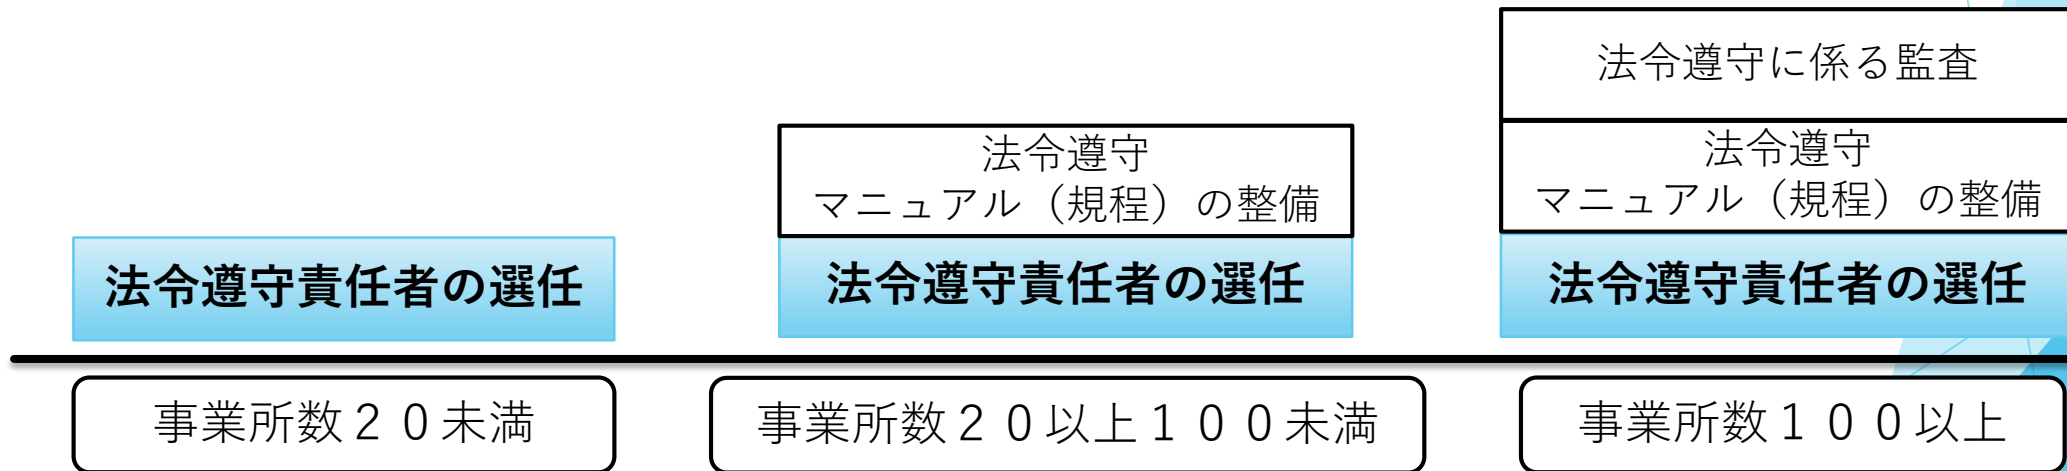 法令遵守責任者の選任
事業所数２０未満
法令遵守
マニュアル（規程）の整備
法令遵守責任者の選任
事業所数２０以上１００未満
法令遵守に係る監査
法令遵守
マニュアル（規程）の整備
法令遵守責任者の選任
事業所数１００以上